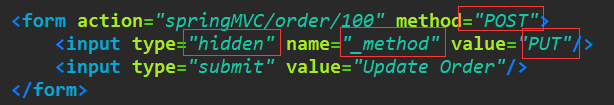 <form action="springMVC/order/100" method="POST">
<input type="hidden" name="_method" value="PUT"/>
<input type="submit" value="Update Order"/>
</form>